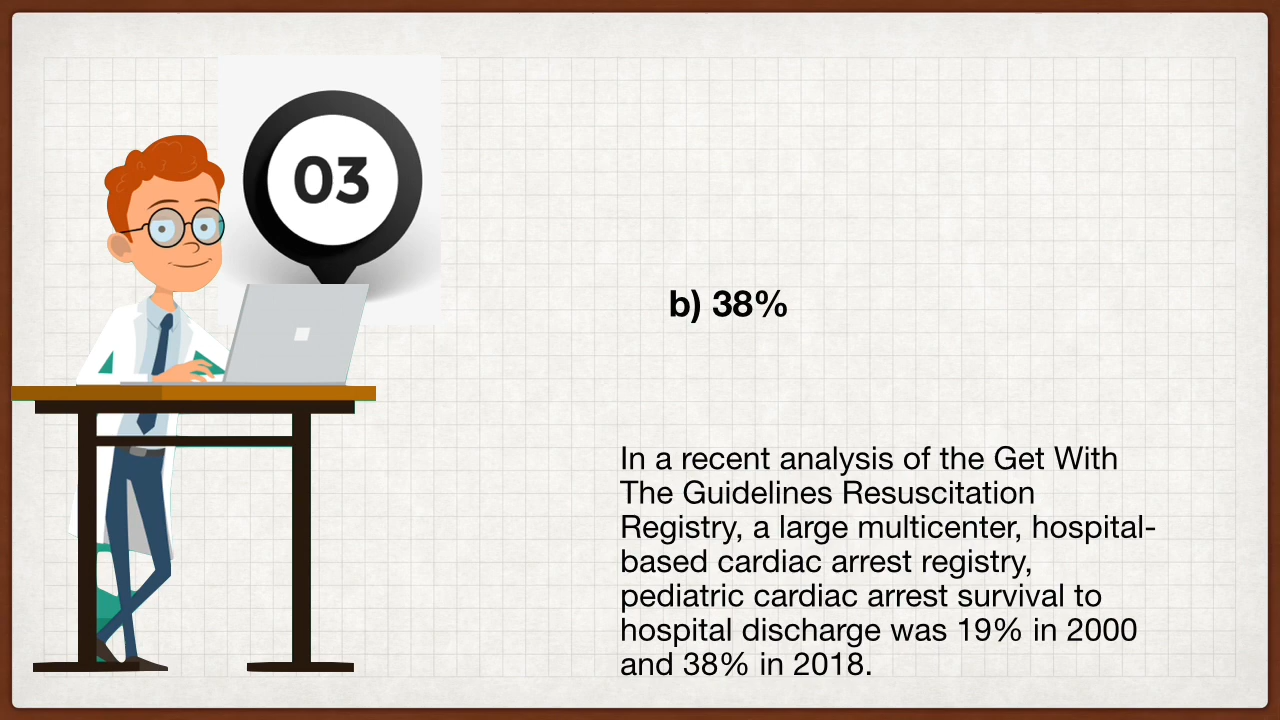 03
b) 38%
In a recent analysis of the Get With
The Guidelines Resuscitation
Registry, a large multicenter, hospital-
based cardiac arrest registry,
pediatric cardiac arrest survival to
hospital discharge was 19% in 2000
and 38% in 2018.